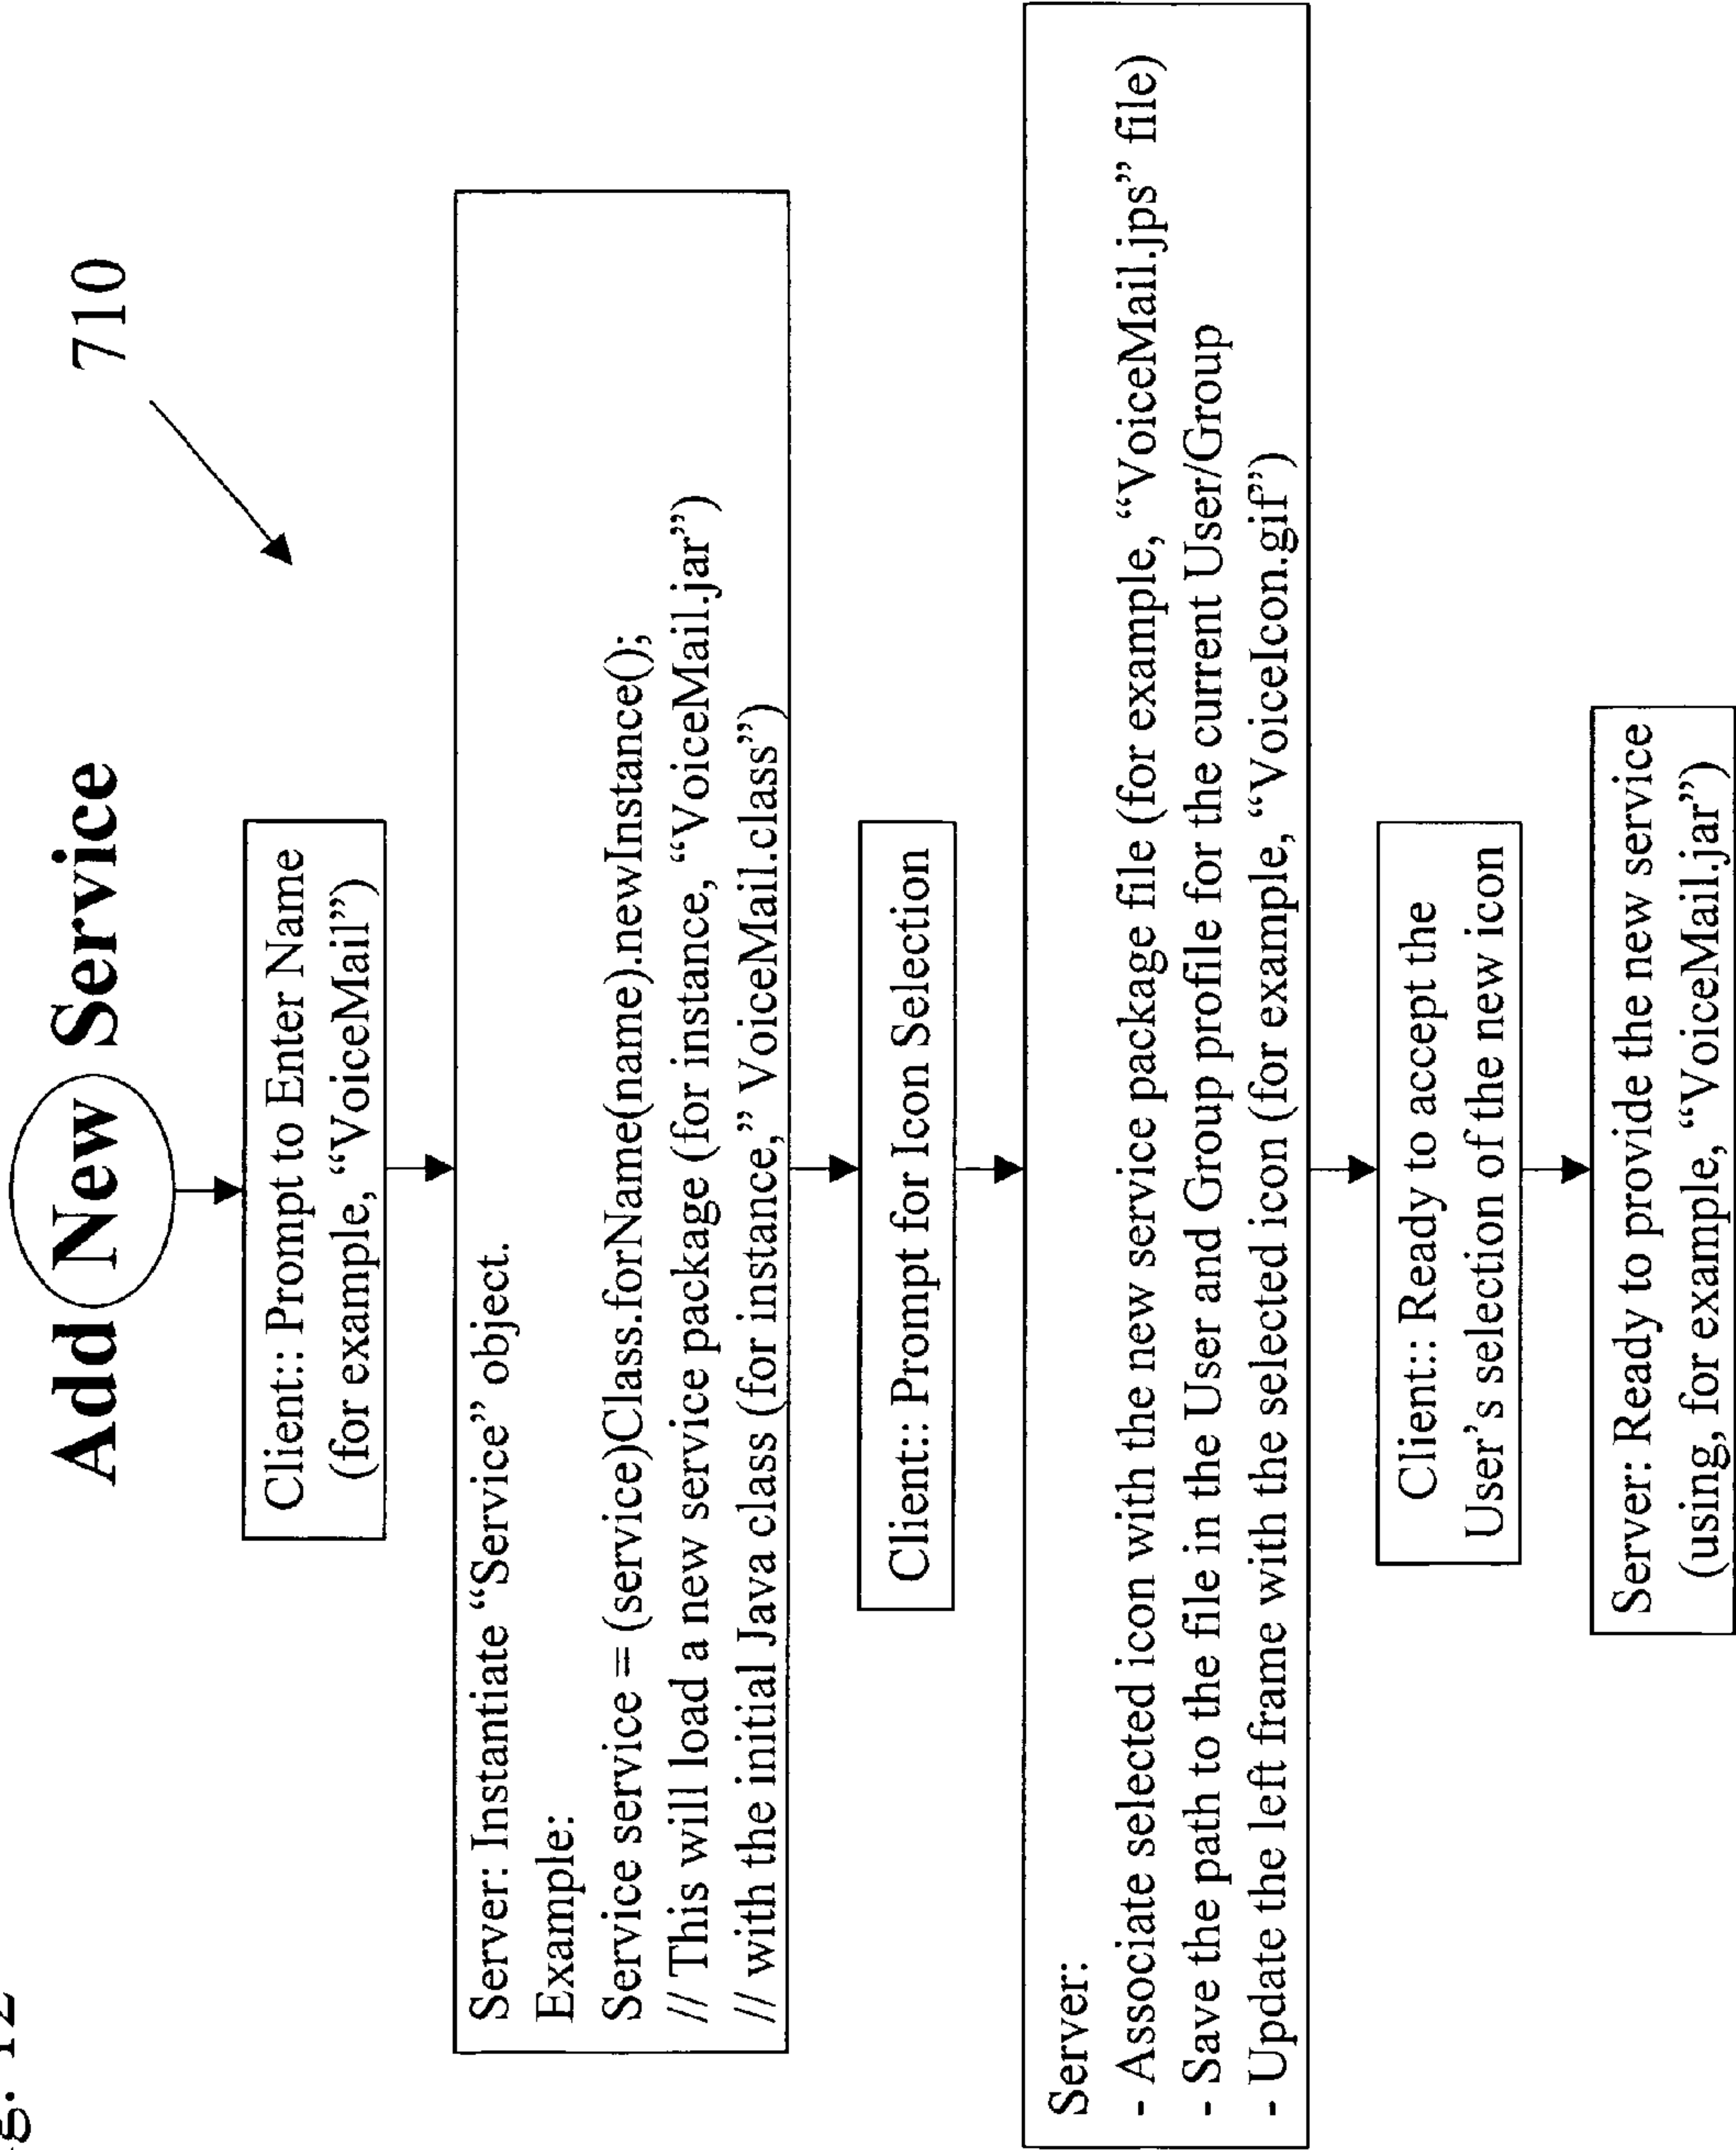 g. 12
Add New Service
710
Client:: Prompt to Enter Name
(for example, “VoiceMail”)
Server: Instantiate “Service” object.
Example:
Service service = (service)Class.forName(name).newInstance();
// This will load a new service package (for instance, “VoiceMail.jar”)
// with the initial Java class (for instance,” VoiceMail.class”)
Client:: Prompt for Icon Selection
Server:
- Associate selected icon with the new service package file (for example, “VoiceMail.jps” file)
- Save the path to the file in the User and Group profile for the current User/Group
- Update the left frame with the selected icon (for example, “VoiceIcon.gif”)
Client:: Ready to accept the
User’s selection of the new icon
Server: Ready to provide the new service
(using, for example, “VoiceMail.jar”)